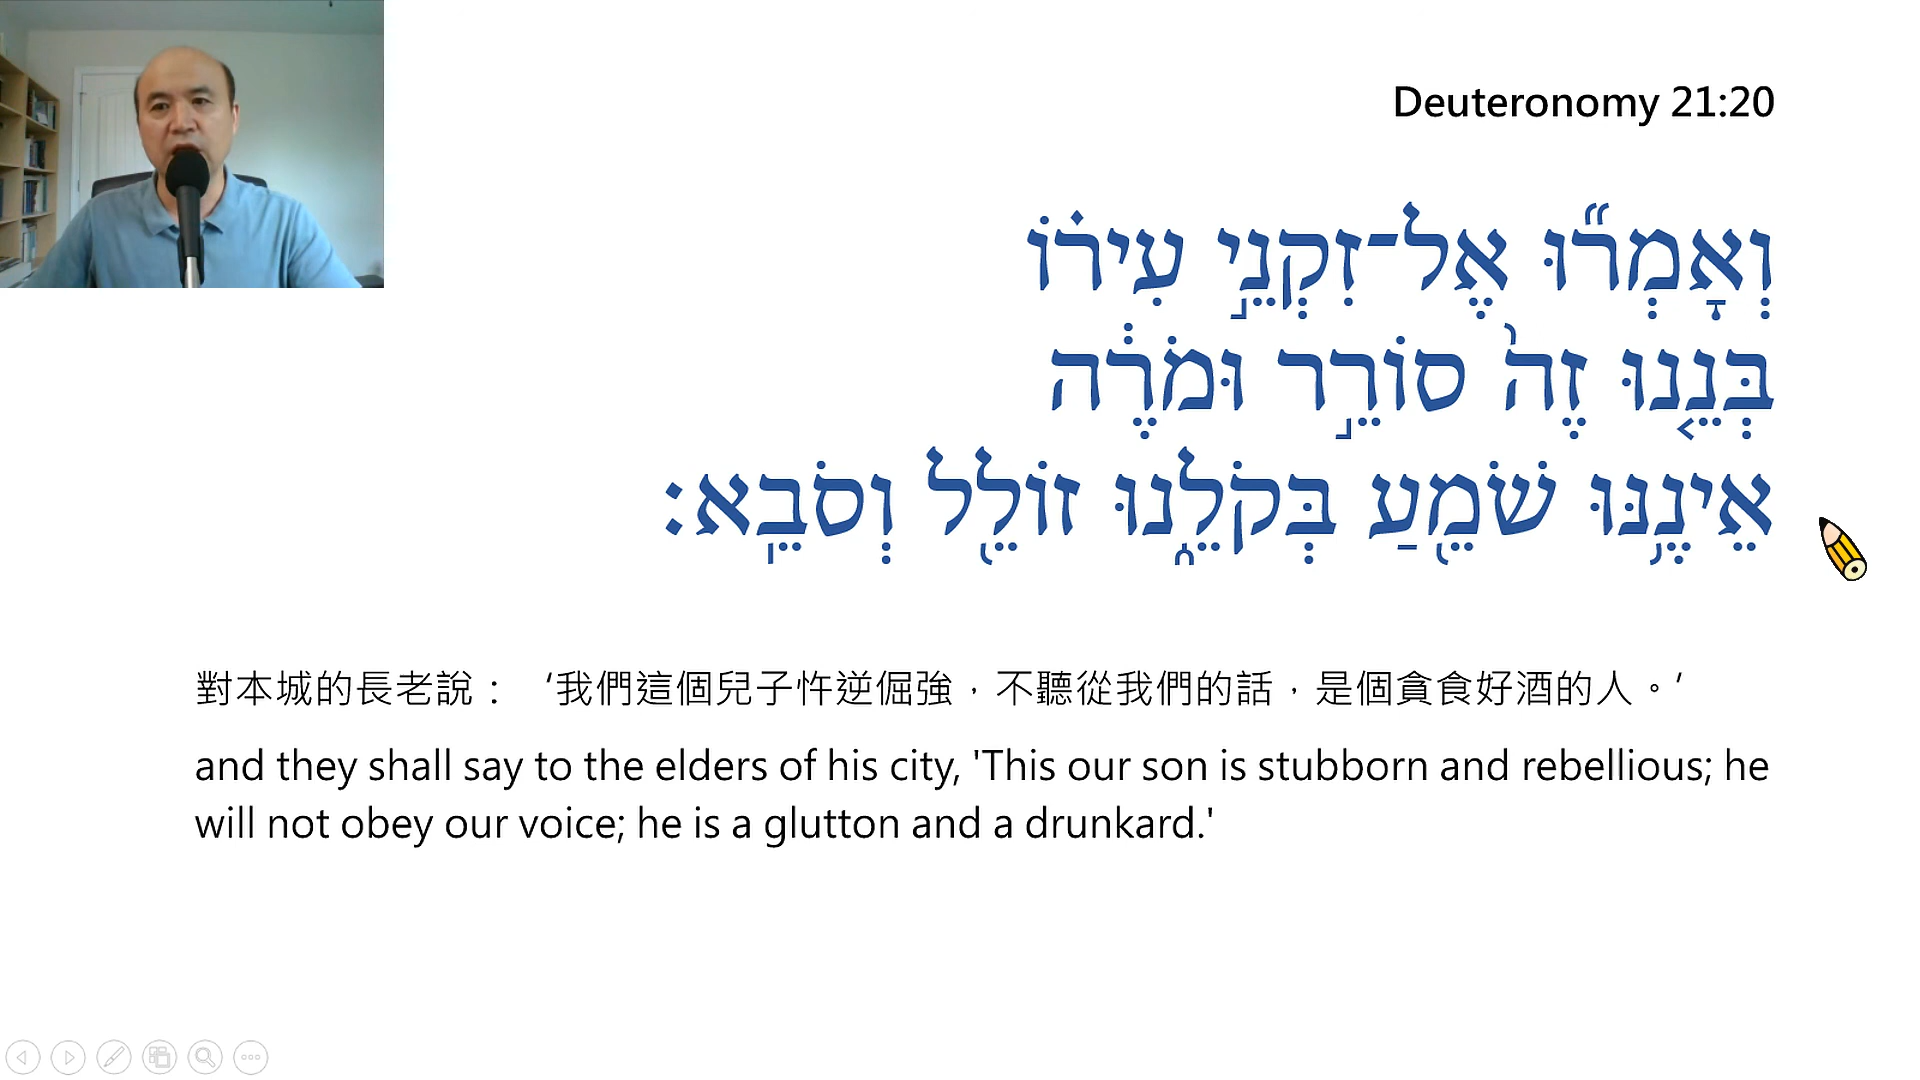 Deuteronomy 21:20
וְאָמְר֞וּ אֶל־זִקְנֵ֣י עִיר֗וֹ
בְּנֵ֤נוּ זֶה֙ סוֹרֵ֣ר וּמֹרֶ֔ה
אֵינֶ֥נּוּ שֹׁמֵ֖עַ בְּקֹלֵ֑נוּ זוֹלֵ֖ל וְסֹבֵֽא׃
對本城的長老說： ‘我們這個兒子忤逆倔強，不聽從我們的話，是個貪食好酒的人。’
and they shall say to the elders of his city, 'This our son is stubborn and rebellious; he
will not obey our voice; he is a glutton and a drunkard.'